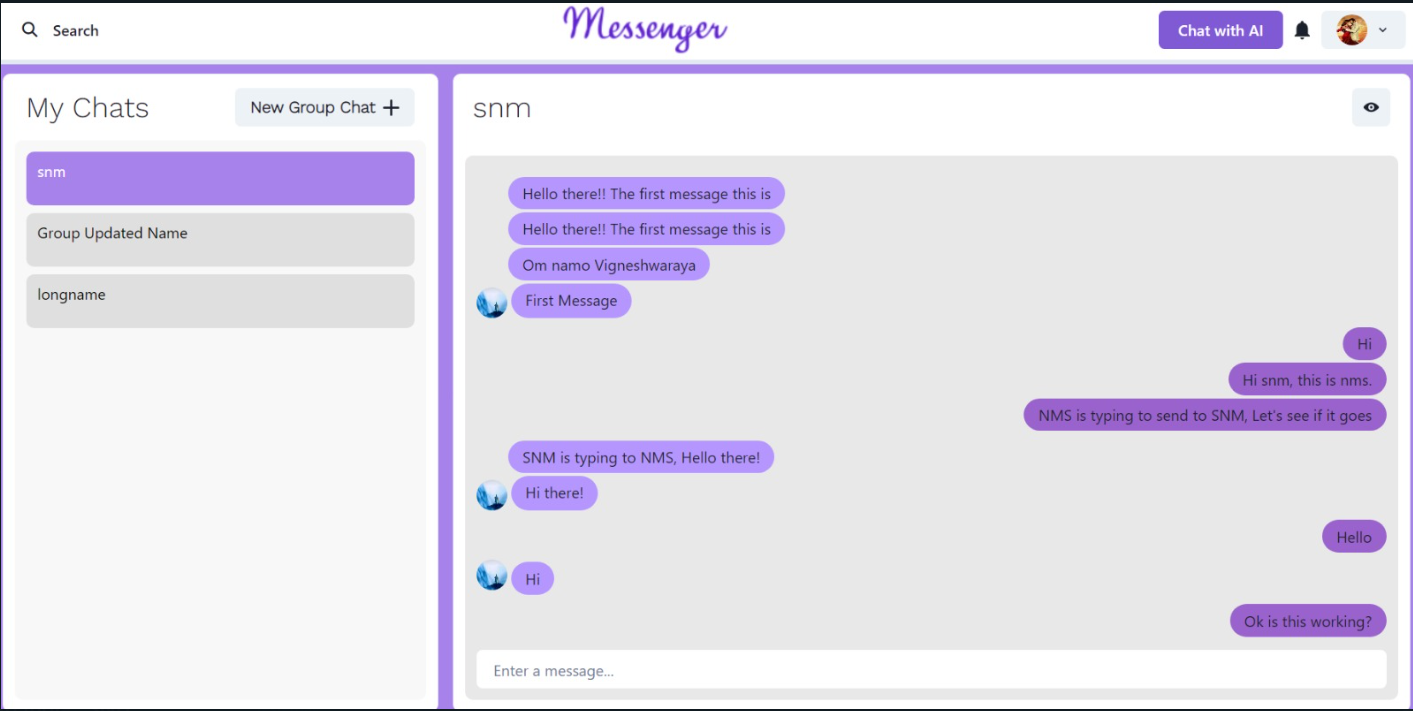 Search
Messenger
Chat with AI
My Chats
New Group Chat +
snm
Group Updated Name
longname
snm
Hello there!! The first message this is
Hello there!! The first message this is
Om namo Vigneshwaraya
First Message
Hi
Hi snm, this is nms.
NMS is typing to send to SNM, Let's see if it goes
SNM is typing to NMS, Hello there!
Hi there!
Hello
Hi
Ok is this working?
Enter a message...